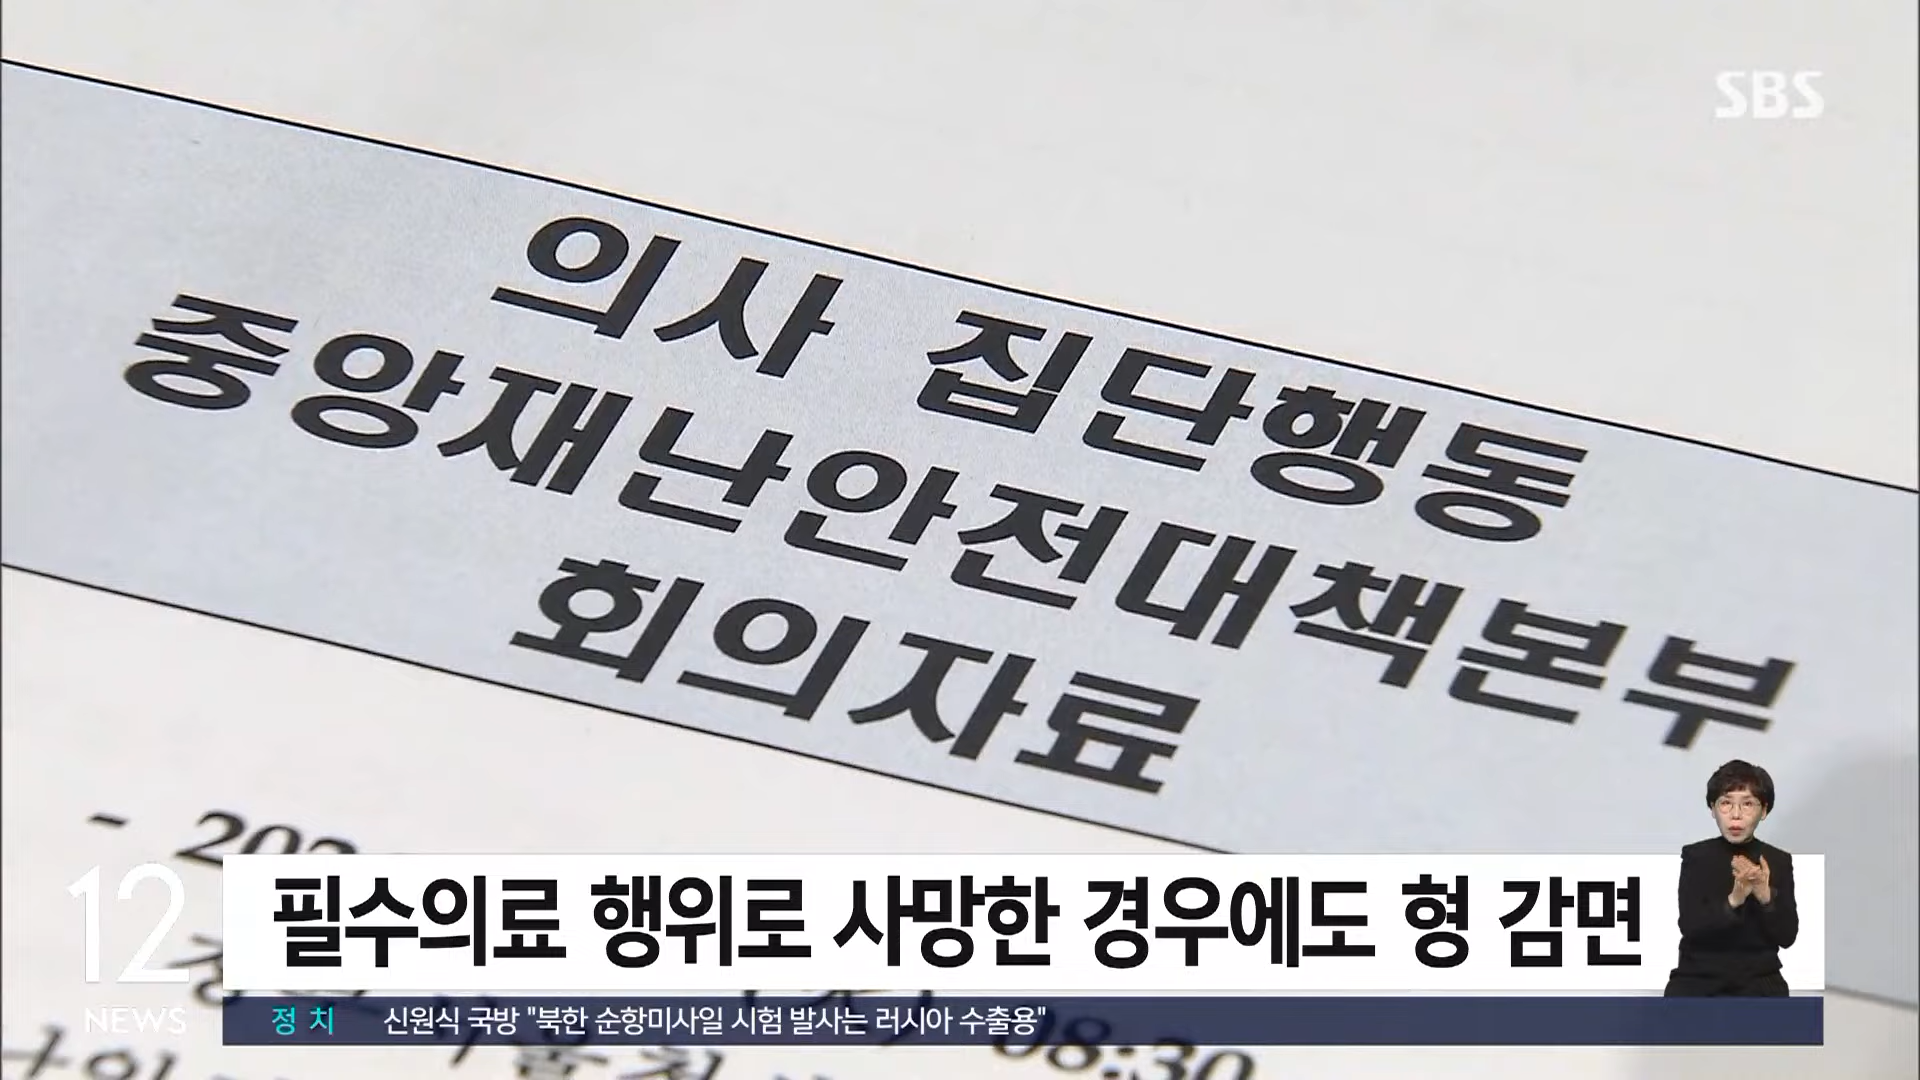 SBS
의사 집단행동
중앙재난안전대책본부
회의자료
12
NEWS
필수의료 행위로 사망한 경우에도 형 감면
정치 신원식 국방 "북한 순항미사일 시험 발사는 러시아 수출용"
08:30